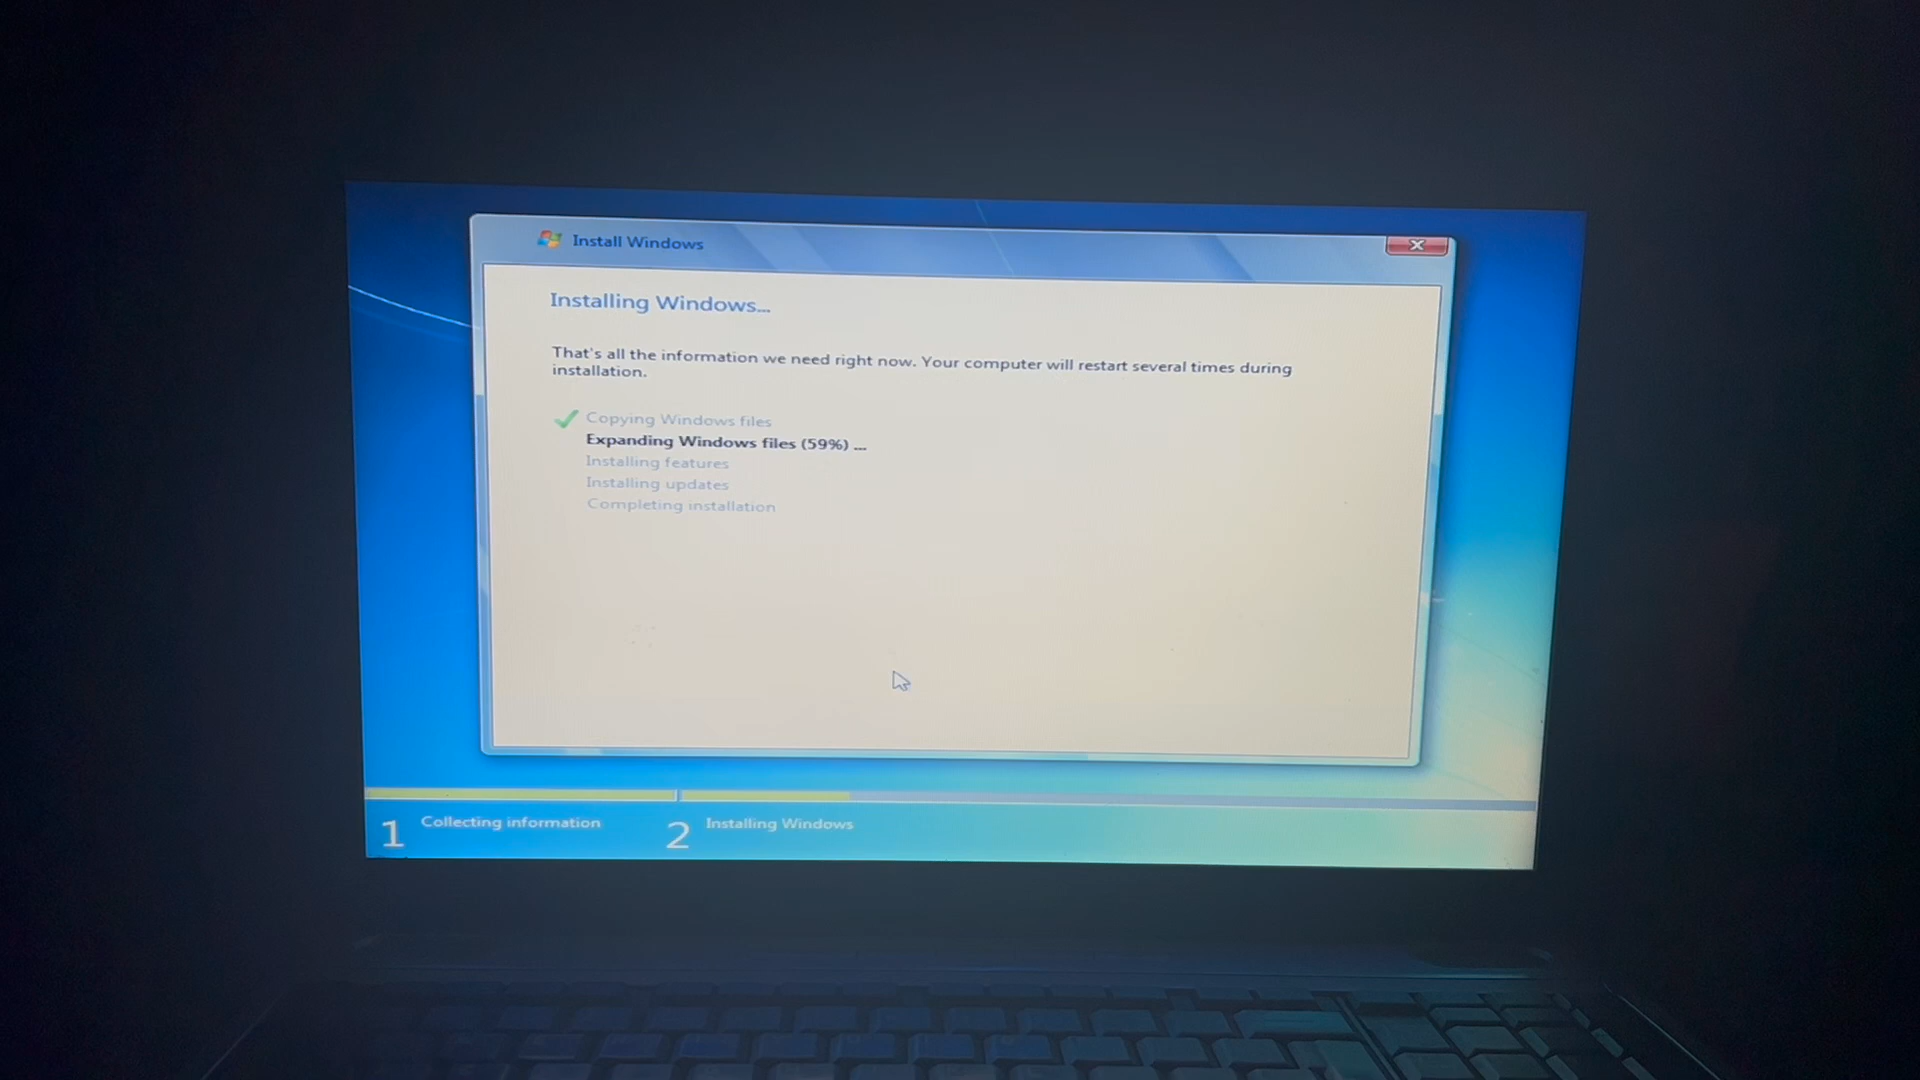 Install Windows
Installing Windows...
That's all the information we need right now. Your computer will restart several times during
installation.
Copying Windows files
Expanding Windows files (59%) ...
Installing features
Installing updates
Completing installation
1 Collecting information
2 Installing Windows